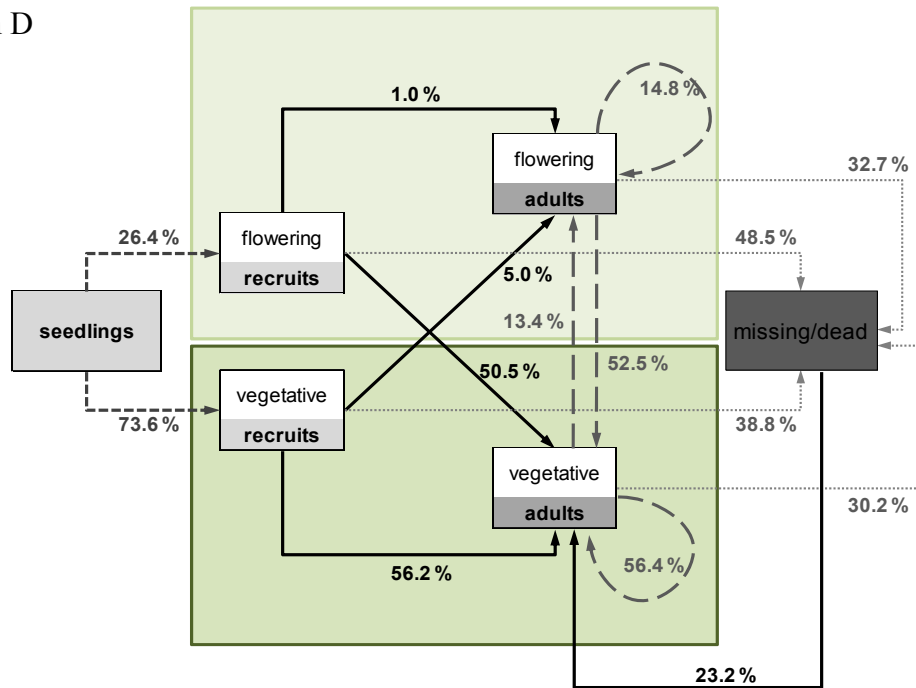 D
1.0 %
14.8 %
flowering
adults
32.7 %
26.4 %
flowering
recruits
48.5 %
5.0 %
seedlings
13.4 %
missing/dead
50.5 %
52.5 %
vegetative
recruits
73.6 %
38.8 %
vegetative
adults
30.2 %
56.2 %
56.4 %
23.2 %